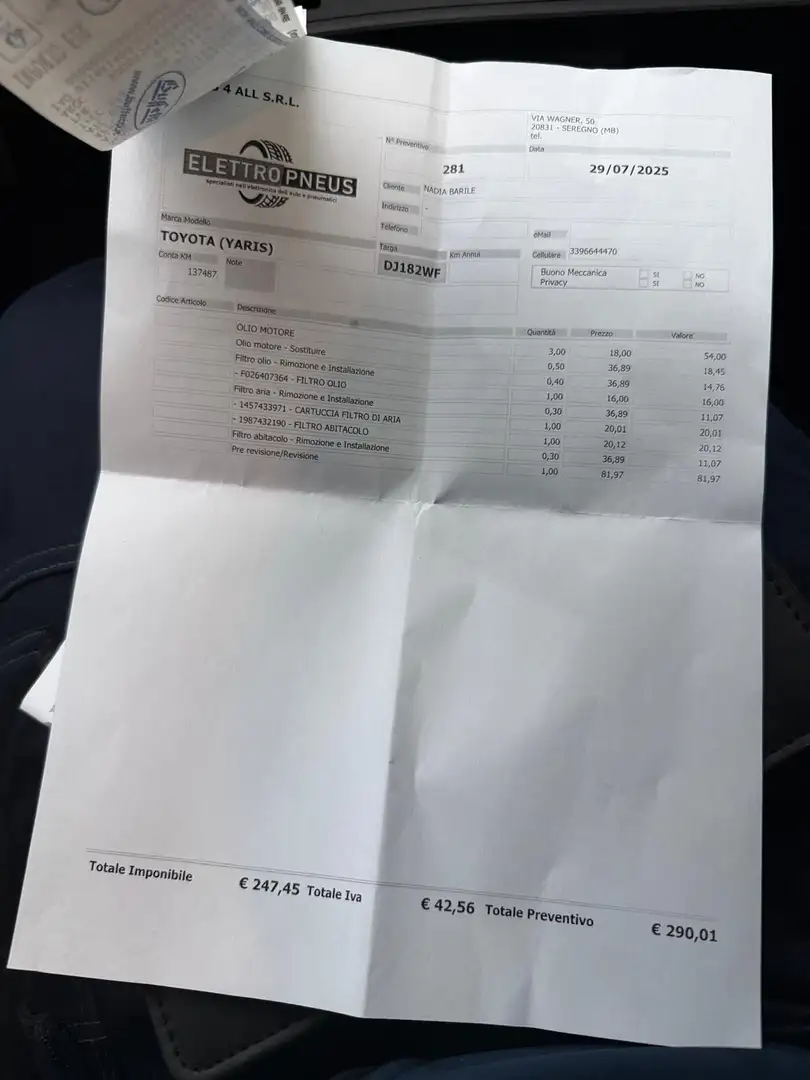 4 ALL S.R.L.
VIA WAGNER, 50
20831 - SEREGNO (MB)
tel.
ELETTROPNEUS
specialisti nell'elettronica dell'auto e pneumatici
N° Preventivo
281
Data
29/07/2025
Cliente NADIA BARILE
Indirizzo -
Telefono
eMail
Marca Modello
TOYOTA (YARIS)
Targa
DJ182WF
Km Annui
Cellulare 3396644470
Conta KM
137487
Note
Buono Meccanica SI NO
Privacy SI NO
Codice Articolo Descrizione Quantità Prezzo Valore
OLIO MOTORE 3,00 18,00 54,00
Olio motore - Sostituire 0,50 36,89 18,45
Filtro olio - Rimozione e Installazione 0,40 36,89 14,76
- F026407364 - FILTRO OLIO 1,00 16,00 16,00
Filtro aria - Rimozione e Installazione 0,30 36,89 11,07
- 1457433971 - CARTUCCIA FILTRO DI ARIA 1,00 20,01 20,01
- 1987432190 - FILTRO ABITACOLO 1,00 20,12 20,12
Filtro abitacolo - Rimozione e Installazione 0,30 36,89 11,07
Pre revisione/Revisione 1,00 81,97 81,97
Totale Imponibile € 247,45 Totale Iva € 42,56 Totale Preventivo € 290,01